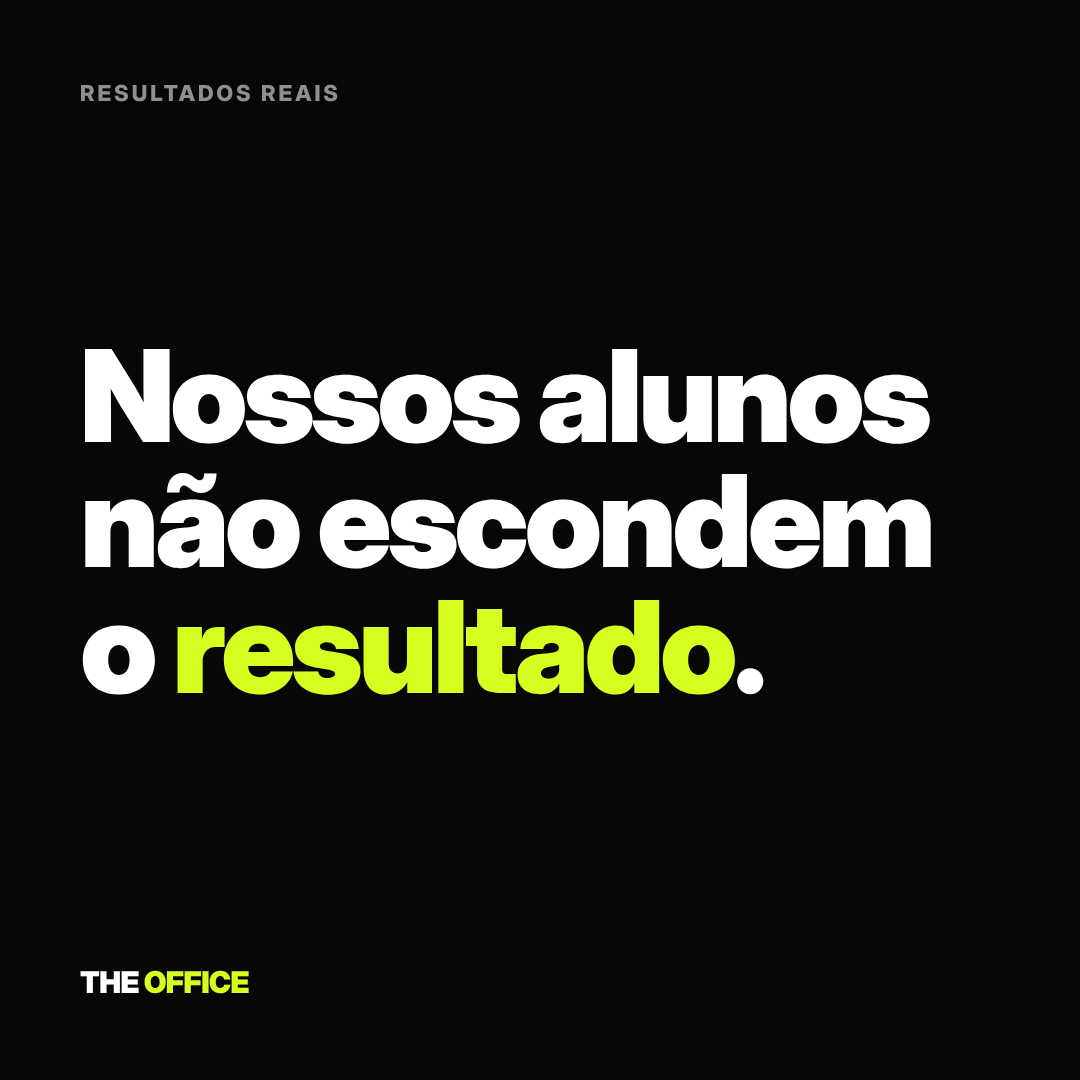 RESULTADOS REAIS
Nossos alunos
não escondem
o resultado.
THE OFFICE